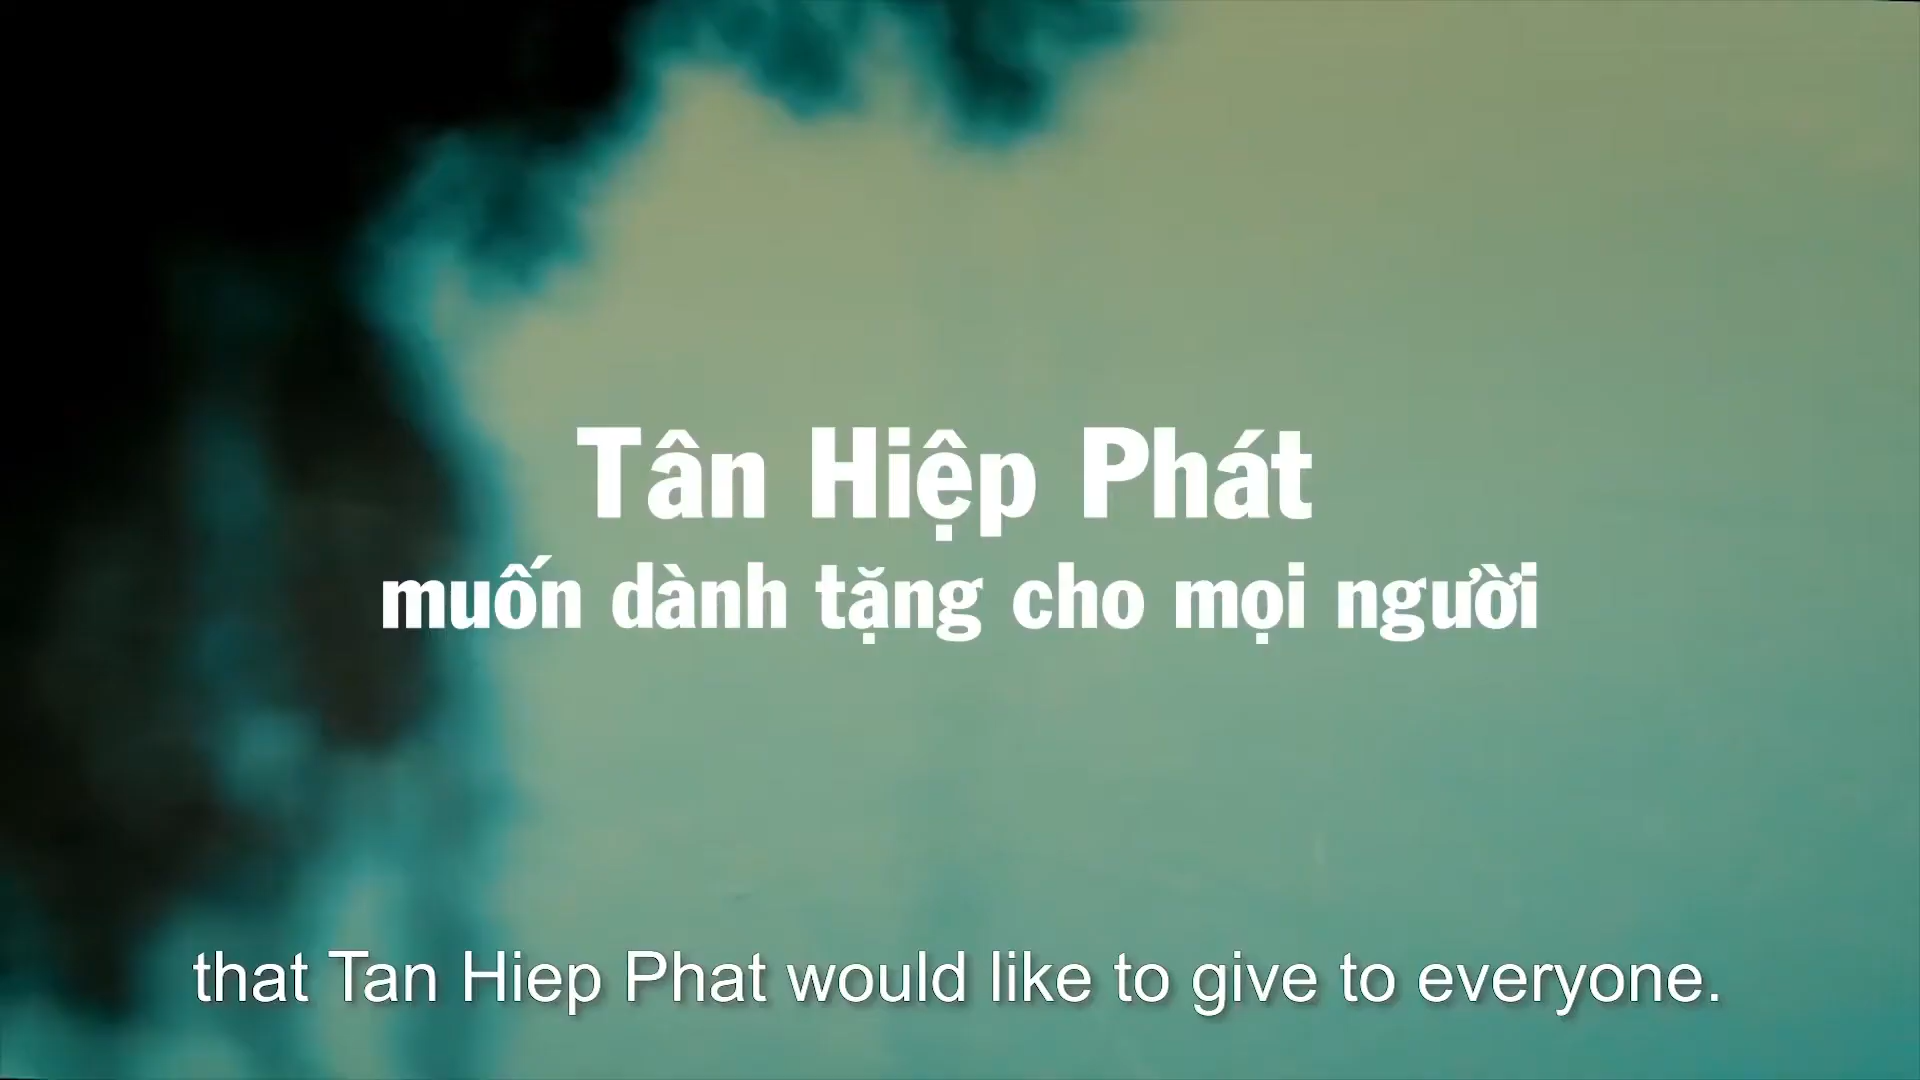 Tân Hiệp Phát
muốn dành tặng cho mọi người
that Tan Hiep Phat would like to give to everyone.